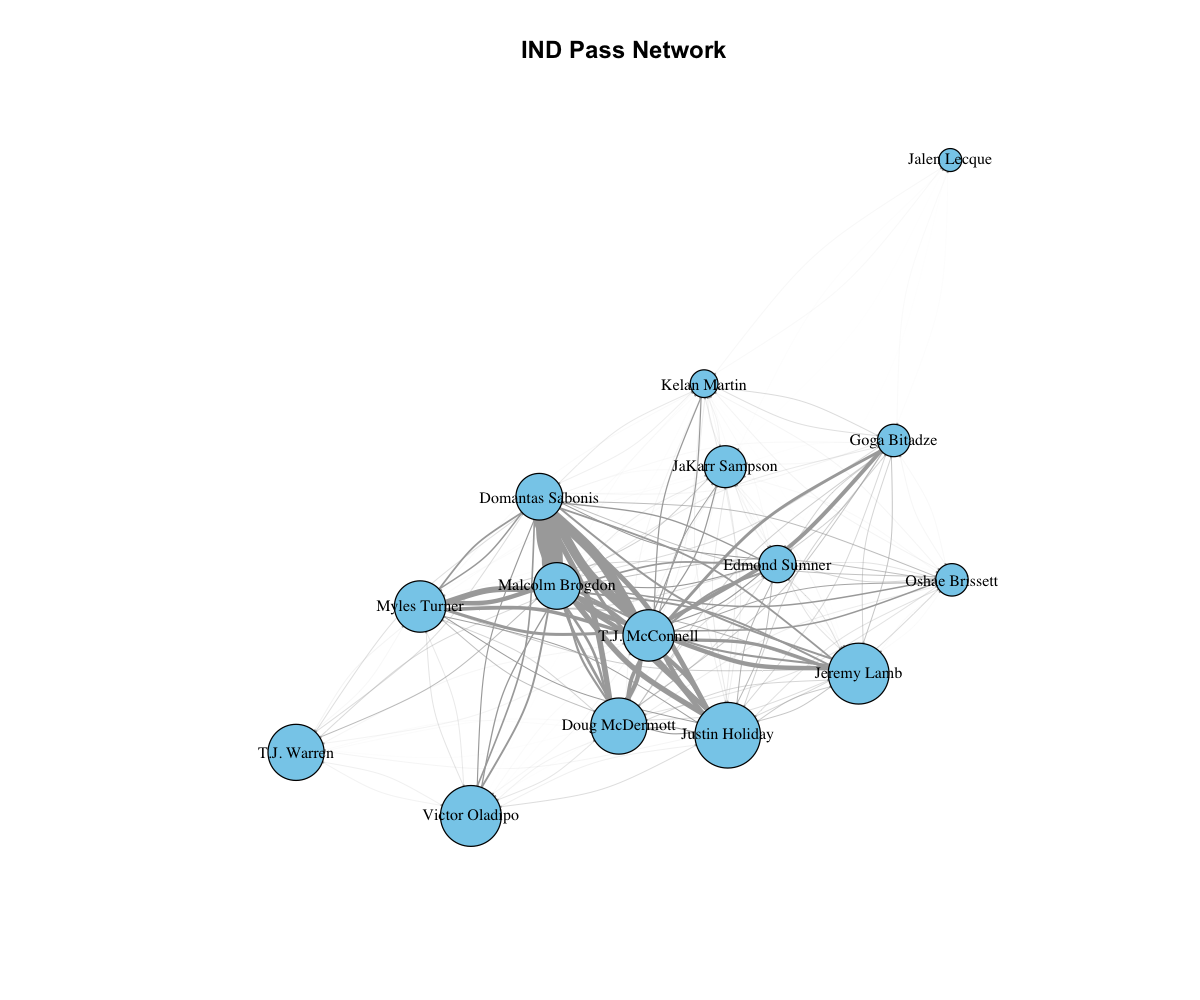 IND Pass Network
Jalen Lecque
Kelan Martin
Goga Bitadze
JaKarr Sampson
Domantas Sabonis
Edmond Sumner
Oshae Brissett
Malcolm Brogdon
Myles Turner
T.J. McConnell
Jeremy Lamb
Doug McDermott
Justin Holiday
T.J. Warren
Victor Oladipo